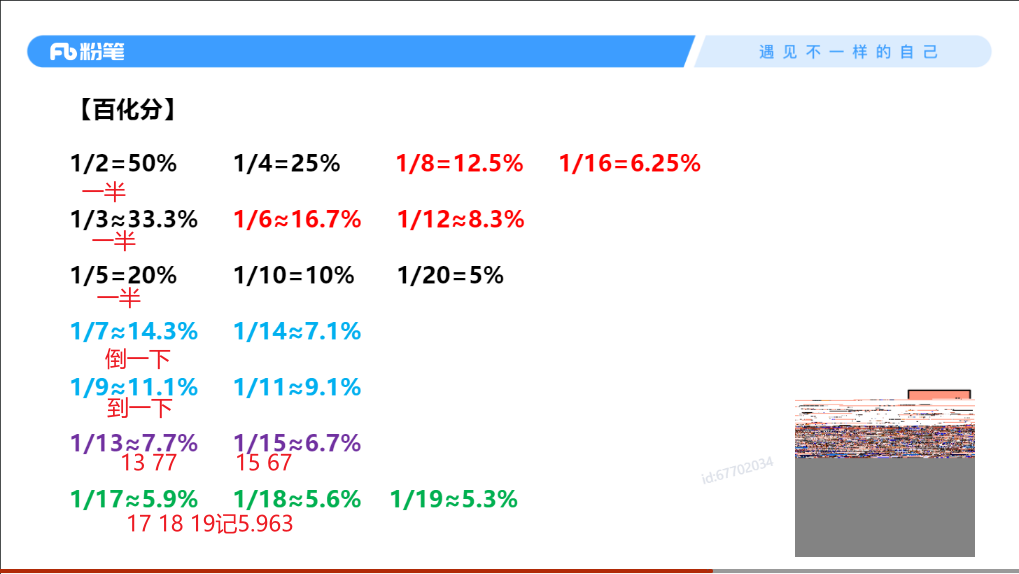 粉笔 遇见不一样的自己
【百化分】
1/2=50% 1/4=25% 1/8=12.5% 1/16=6.25%
一半
1/3≈33.3% 1/6≈16.7% 1/12≈8.3%
一半
1/5=20% 1/10=10% 1/20=5%
一半
1/7≈14.3% 1/14≈7.1%
倒一下
1/9≈11.1% 1/11≈9.1%
到一下
1/13≈7.7% 1/15≈6.7%
13 77 15 67
1/17≈5.9% 1/18≈5.6% 1/19≈5.3%
17 18 19记5.963
id:67702034